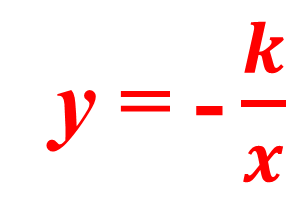 y = - k/x